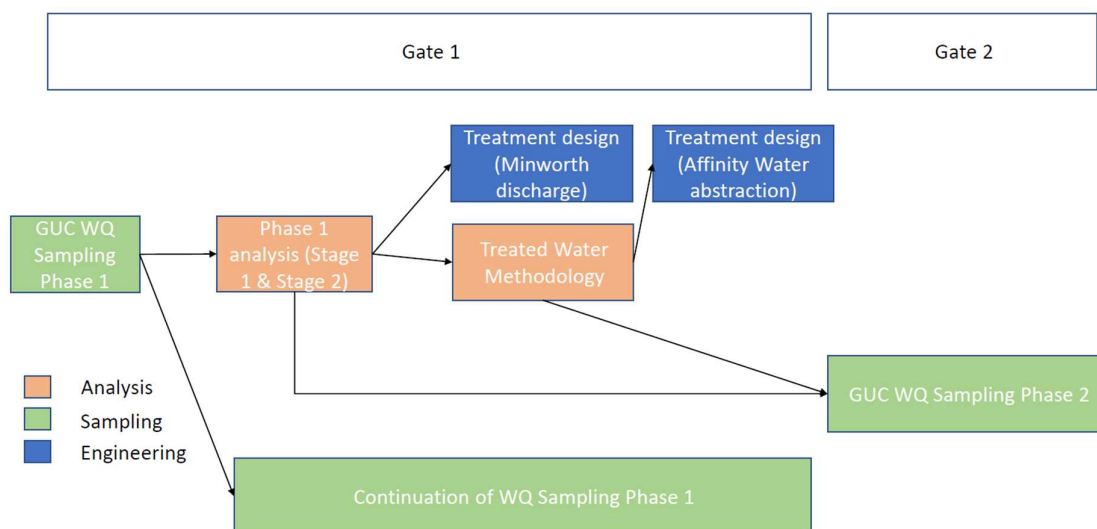 Gate 1
Gate 2
Treatment design
(Minworth
discharge)
Treatment design
(Affinity Water
abstraction)
GUC WQ
Sampling
Phase 1
Phase 1
analysis (Stage
1 & Stage 2)
Treated Water
Methodology
GUC WQ Sampling Phase 2
Analysis
Sampling
Engineering
Continuation of WQ Sampling Phase 1